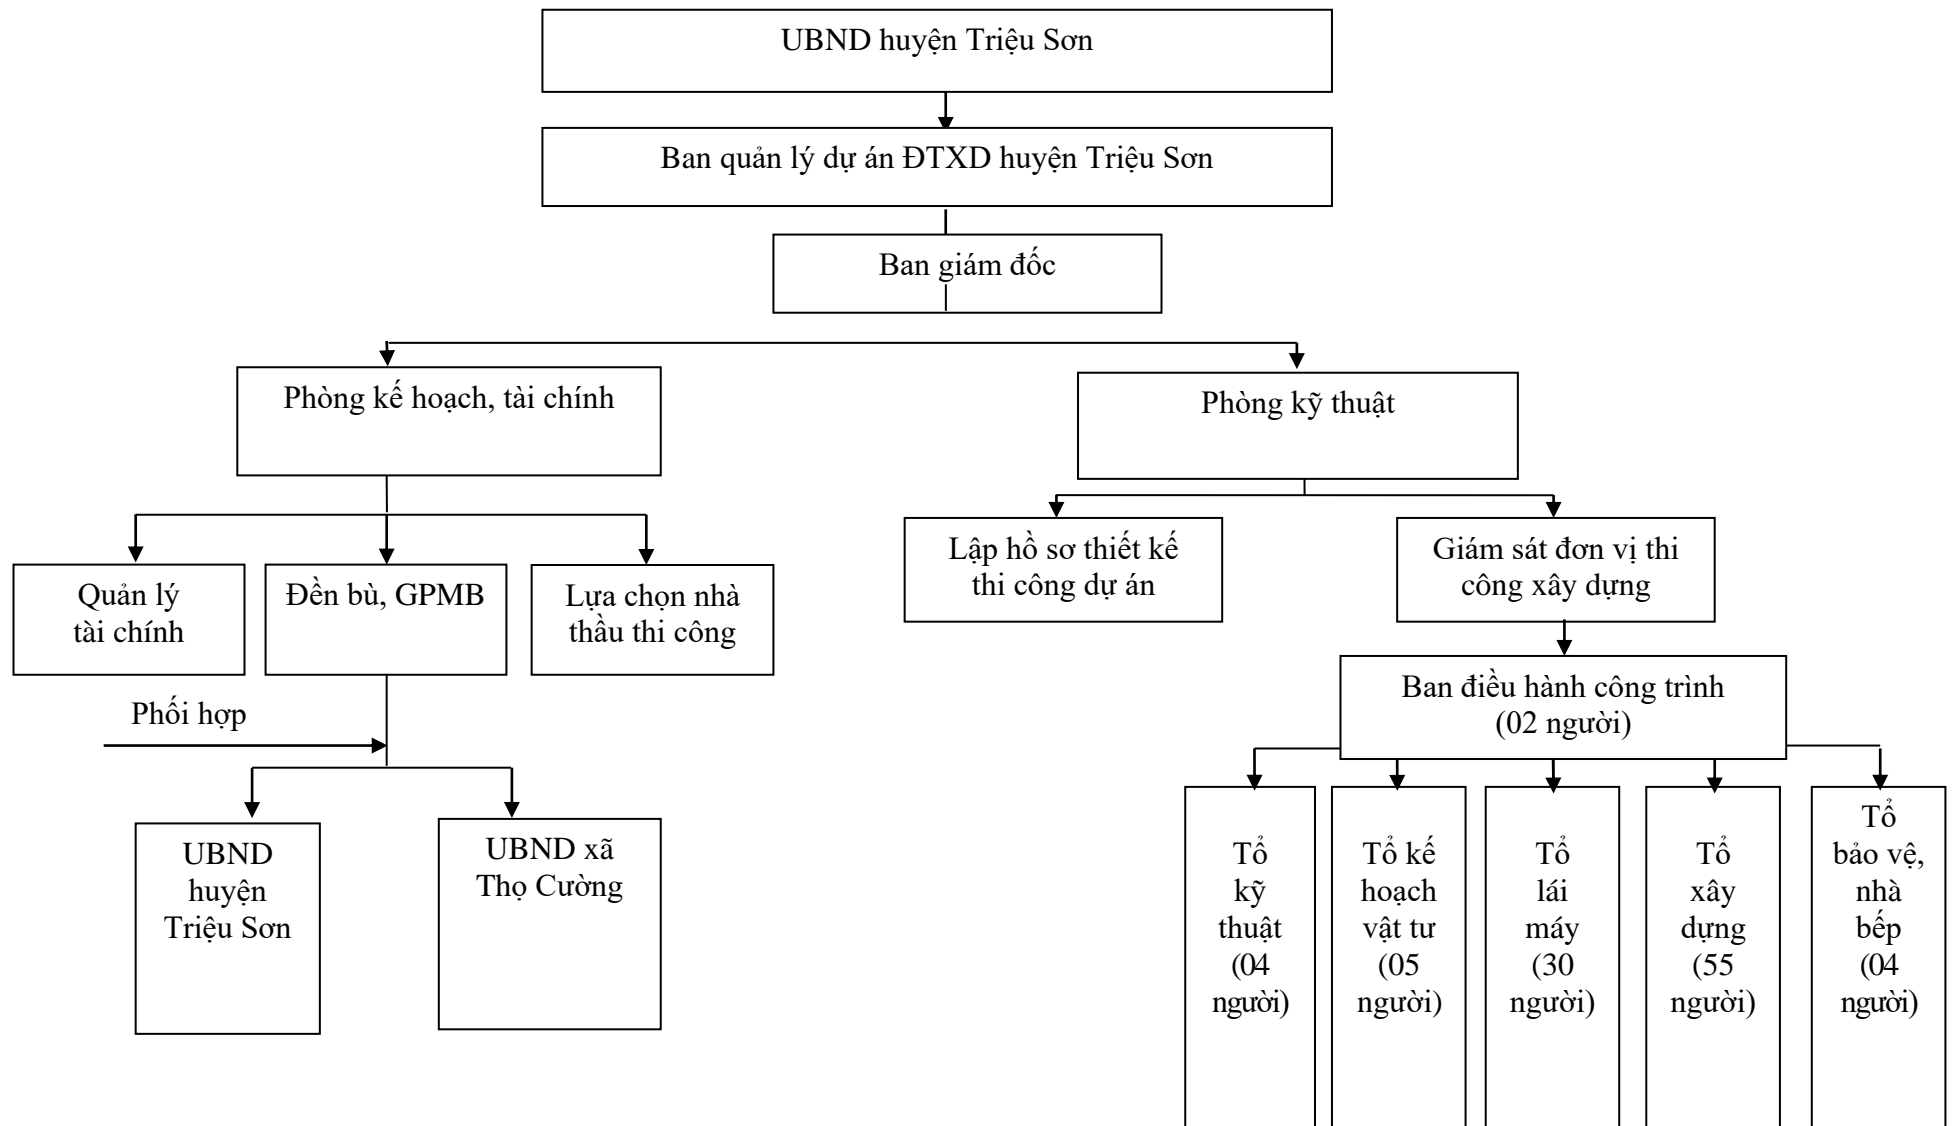 UBND huyện Triệu Sơn
Ban quản lý dự án ĐTXD huyện Triệu Sơn
Ban giám đốc
Phòng kế hoạch, tài chính
Phòng kỹ thuật
Quản lý
tài chính
Đền bù, GPMB
Lựa chọn nhà
thầu thi công
Lập hồ sơ thiết kế
thi công dự án
Giám sát đơn vị thi
công xây dựng
Phối hợp
Ban điều hành công trình
(02 người)
UBND
huyện
Triệu Sơn
UBND xã
Thọ Cường
Tổ
kỹ
thuật
(04
người)
Tổ kế
hoạch
vật tư
(05
người)
Tổ
lái
máy
(30
người)
Tổ
xây
dựng
(55
người)
Tổ
bảo vệ,
nhà
bếp
(04
người)